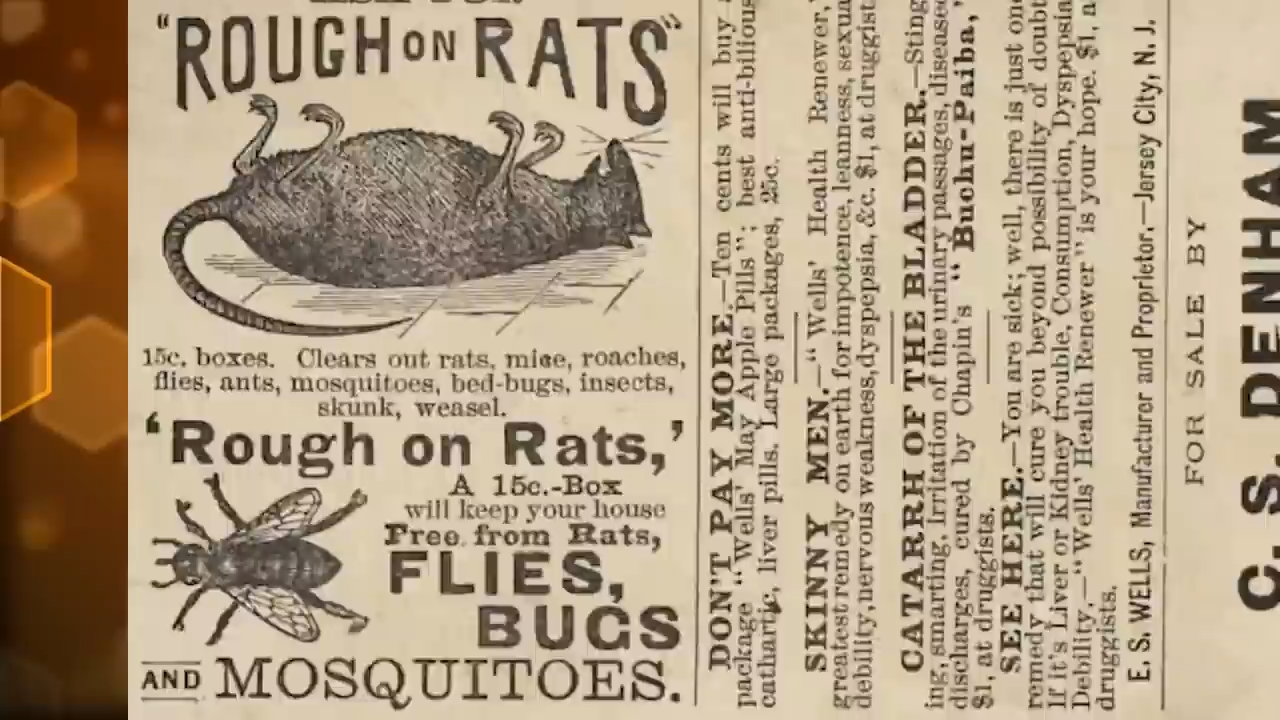 "ROUGH ON RATS"
15c. boxes. Clears out rats, mice, roaches,
flies, ants, mosquitoes, bed-bugs, insects,
skunk, weasel.
'Rough on Rats,'
A 15c.-Box
will keep your house
Free from Rats,
FLIES,
BUGS
AND MOSQUITOES.
DON'T PAY MORE.—Ten cents will buy
package "Wells' May Apple Pills"; best anti-bilious
cathartic, liver pills. Large packages, 25c.
SKINNY MEN.—"Wells' Health Renewer,"
greatest remedy on earth for impotence, leanness, sexua
debility, nervous weakness, dyspepsia, &c. $1, at druggist
CATARRH OF THE BLADDER.—Sting
ing, smarting, irritation of the urinary passages, diseased
discharges, cured by Chapin's "Buchu-Paiba,"
$1, at druggists.
SEE HERE.—You are sick; well, there is just one
remedy that will cure you beyond possibility of doubt
If it's Liver or Kidney trouble, Consumption, Dyspepsia
Debility.—"Wells' Health Renewer" is your hope. $1, a
druggists.
E. S. WELLS, Manufacturer and Proprietor.—Jersey City, N. J.
FOR SALE BY
C. S. DENHAM